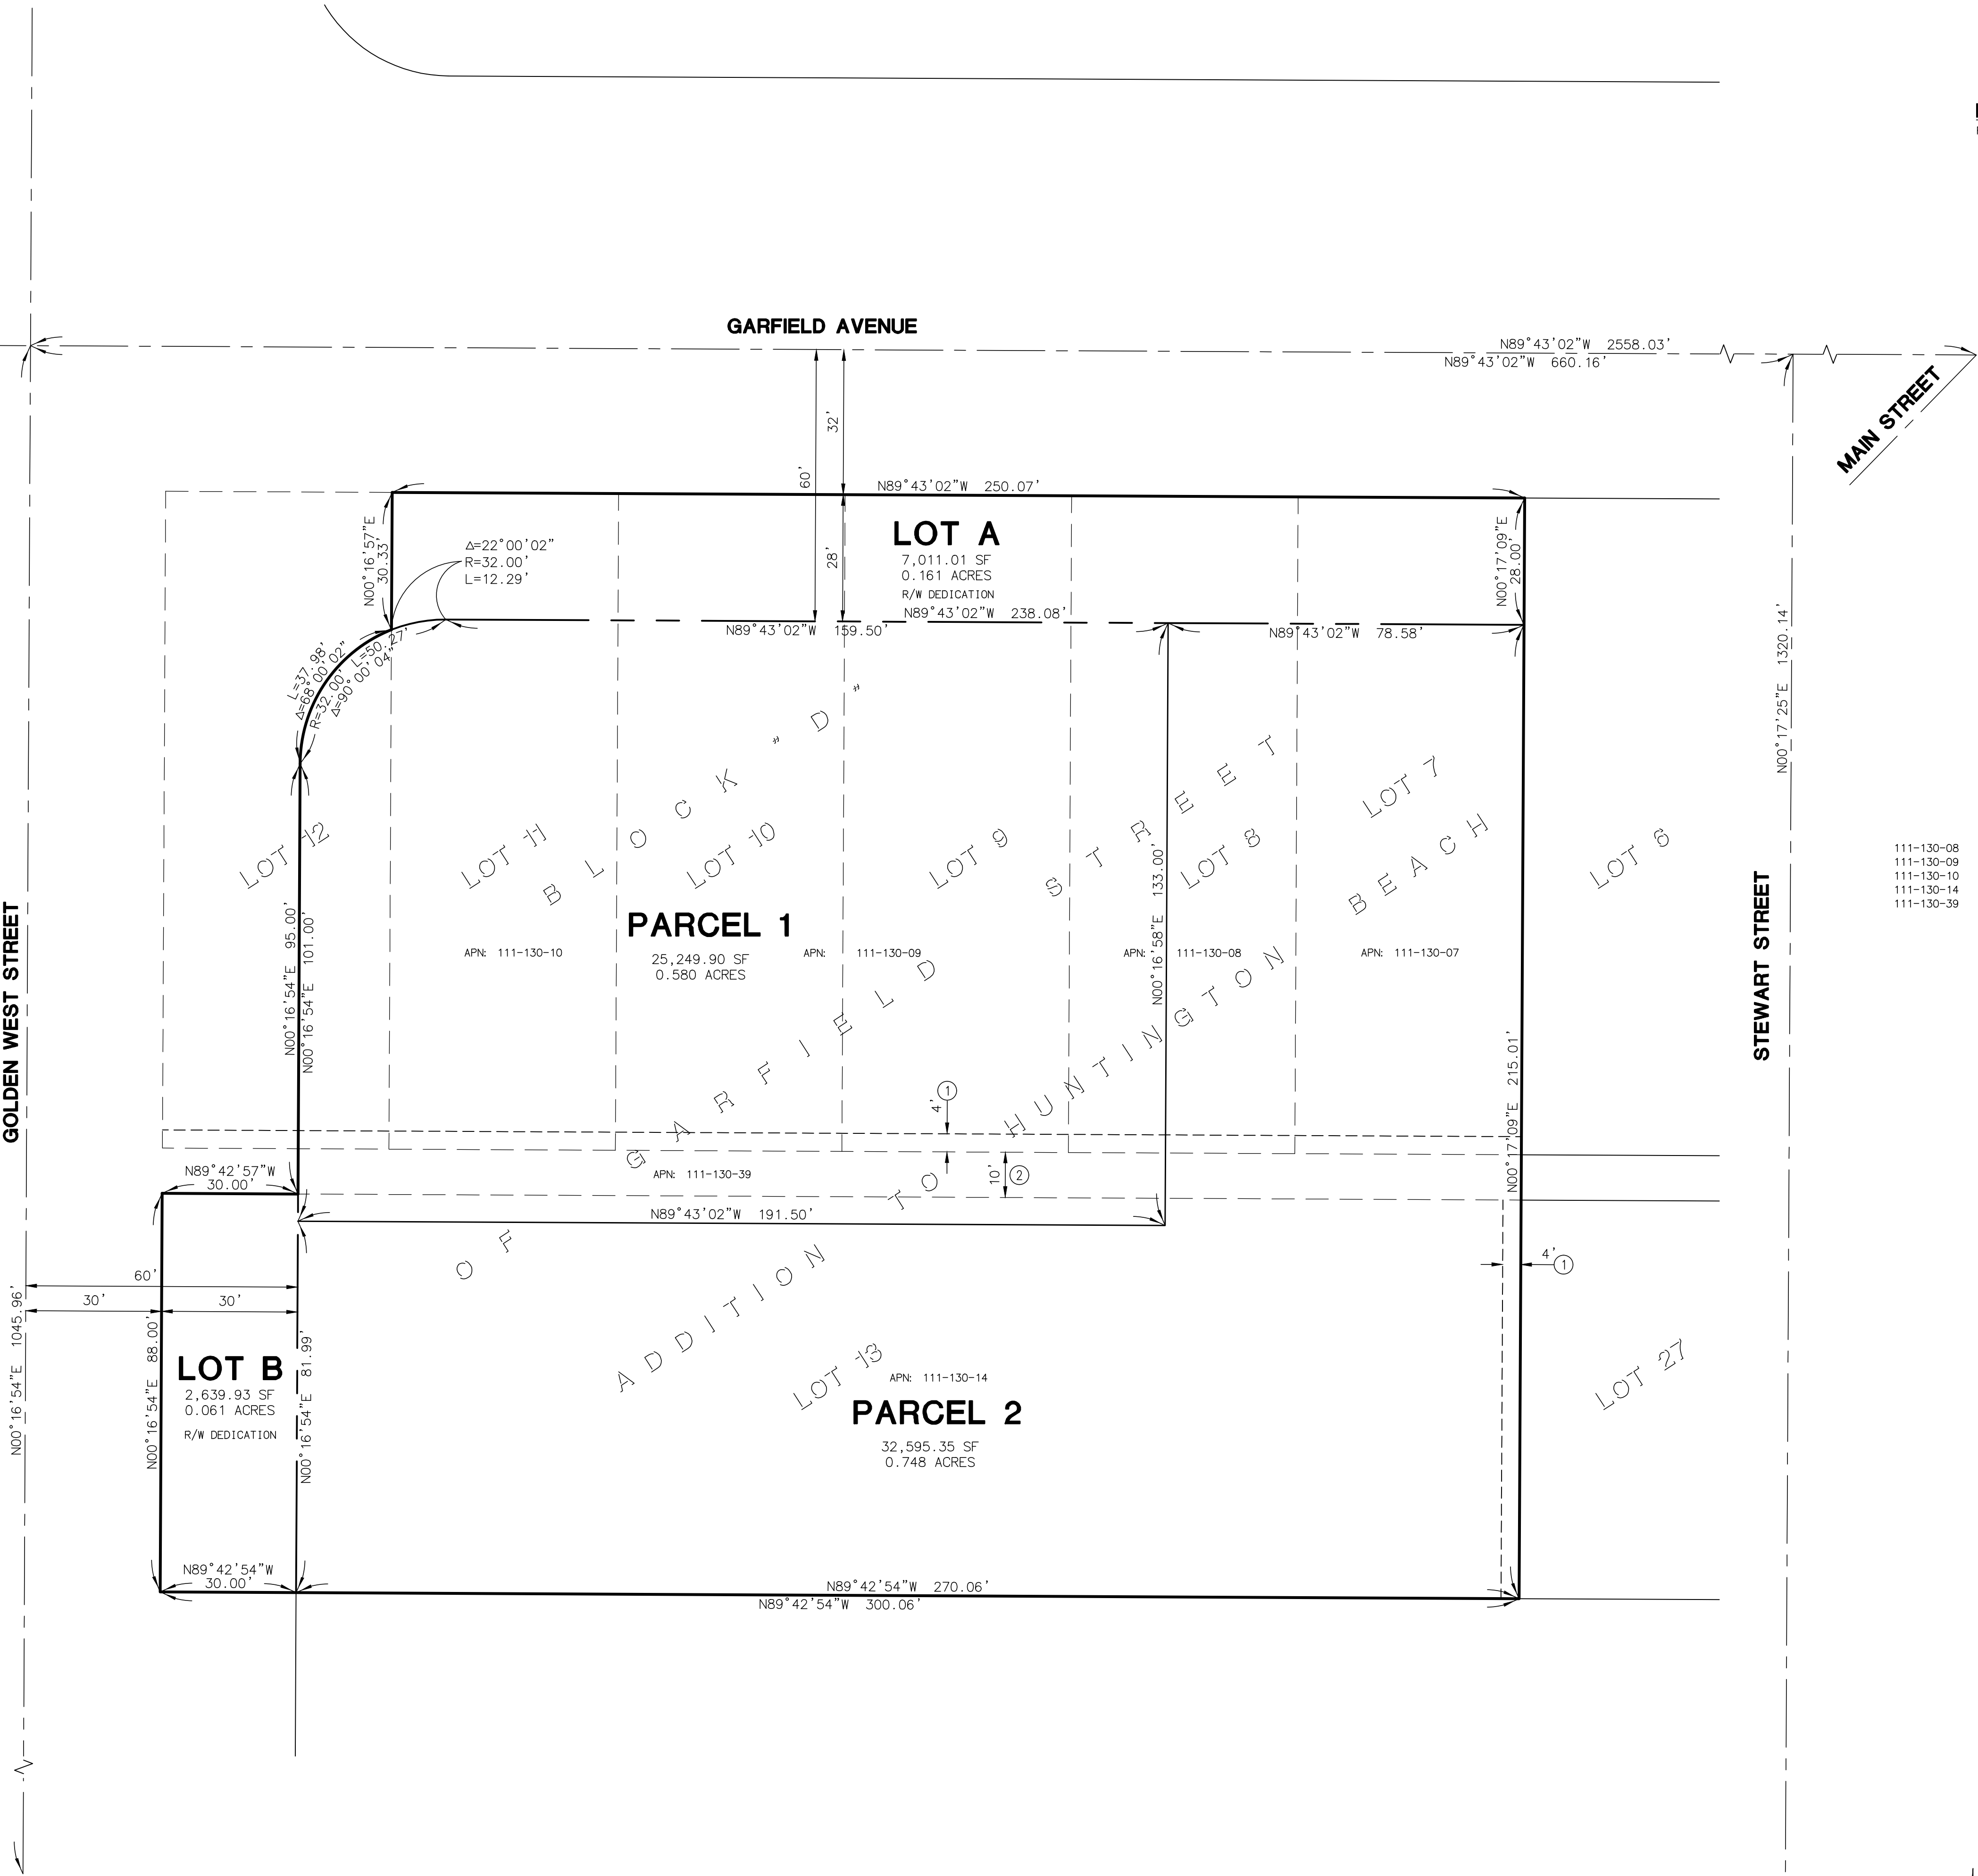 GARFIELD AVENUE
N89°43'02"W 2558.03'
N89°43'02"W 660.16'
MAIN STREET
32'
60'
28'
N89°43'02"W 250.07'
LOT A
7,011.01 SF
0.161 ACRES
R/W DEDICATION
N89°43'02"W 238.08'
N00°16'57"E
30.33'
Δ=22°00'02"
R=32.00'
L=12.29'
N00°17'09"E
28.00'
N89°43'02"W 159.50'
N89°43'02"W 78.58'
L=37.98'
Δ=68°00'02"
R=32.00' L=50.27'
Δ=90°00'04"
N00°17'25"E 1320.14'
BLOCK "D"
GARFIELD STREET
OF
ADDITION TO HUNTINGTON BEACH
LOT 12
LOT 11
LOT 10
LOT 9
LOT 8
LOT 7
LOT 6
111-130-08
111-130-09
111-130-10
111-130-14
111-130-39
GOLDEN WEST STREET
STEWART STREET
PARCEL 1
25,249.90 SF
0.580 ACRES
APN: 111-130-10
APN: 111-130-09
APN: 111-130-08
APN: 111-130-07
N00°16'54"E 95.00'
N00°16'54"E 101.00'
N00°16'58"E 133.00'
N00°17'09"E 215.01'
4' 1
10' 2
APN: 111-130-39
N89°42'57"W
30.00'
N89°43'02"W 191.50'
4'
1
60'
30'
30'
N00°16'54"E 1045.96'
N00°16'54"E 88.00'
N00°16'54"E 81.99'
LOT B
2,639.93 SF
0.061 ACRES
R/W DEDICATION
LOT 13
APN: 111-130-14
PARCEL 2
32,595.35 SF
0.748 ACRES
LOT 27
N89°42'54"W
30.00'
N89°42'54"W 270.06'
N89°42'54"W 300.06'